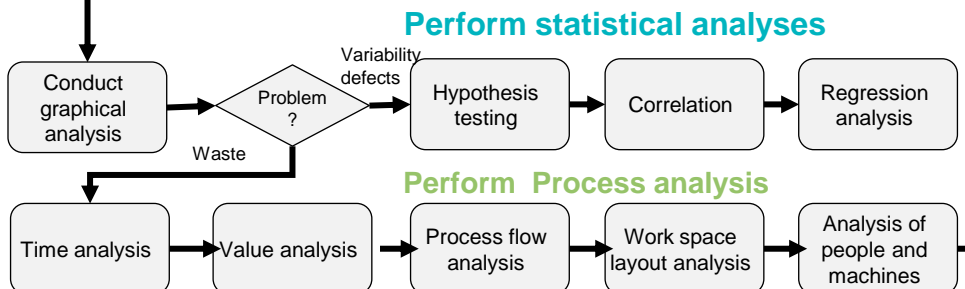 Perform statistical analyses
Conduct
graphical
analysis
Problem
?
Variability
defects
Hypothesis
testing
Correlation
Regression
analysis
Waste
Perform Process analysis
Time analysis
Value analysis
Process flow
analysis
Work space
layout analysis
Analysis of
people and
machines